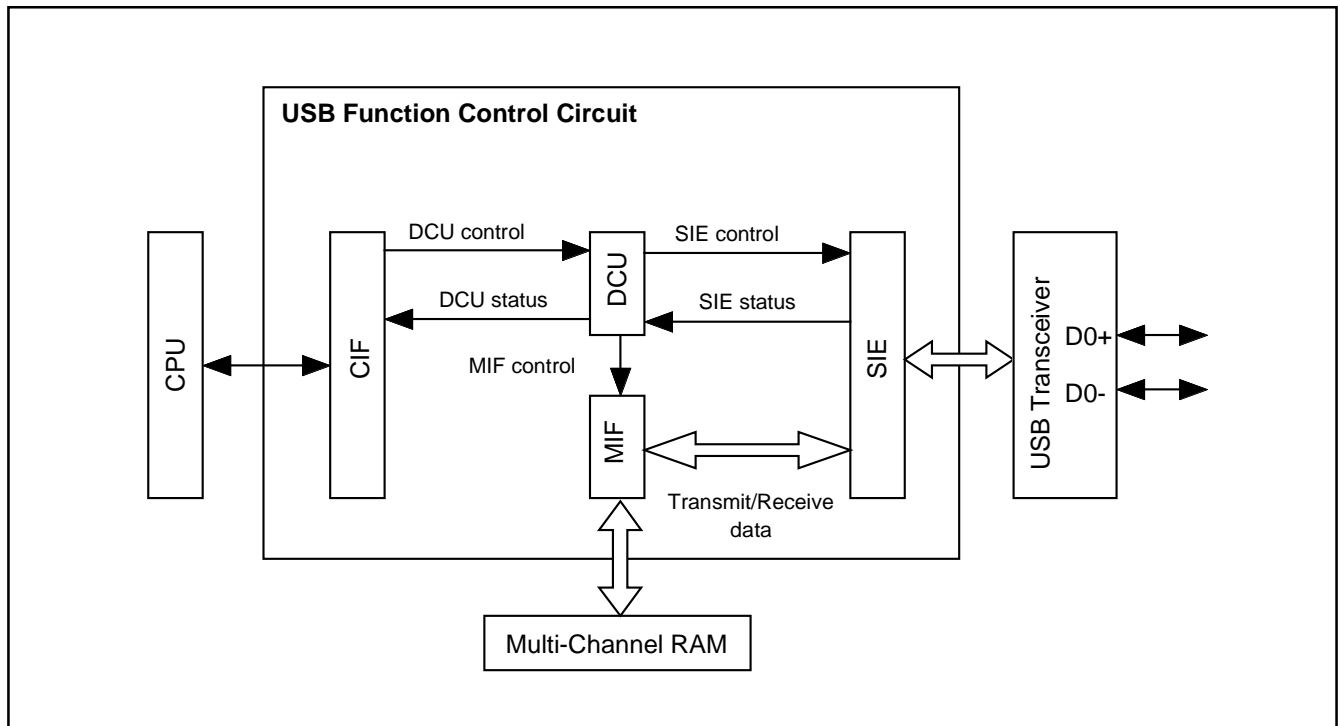 USB Function Control Circuit
DCU control
SIE control
DCU
DCU status
SIE status
CPU
CIF
MIF control
MIF
SIE
USB Transceiver
D0+
D0-
Transmit/Receive
data
Multi-Channel RAM